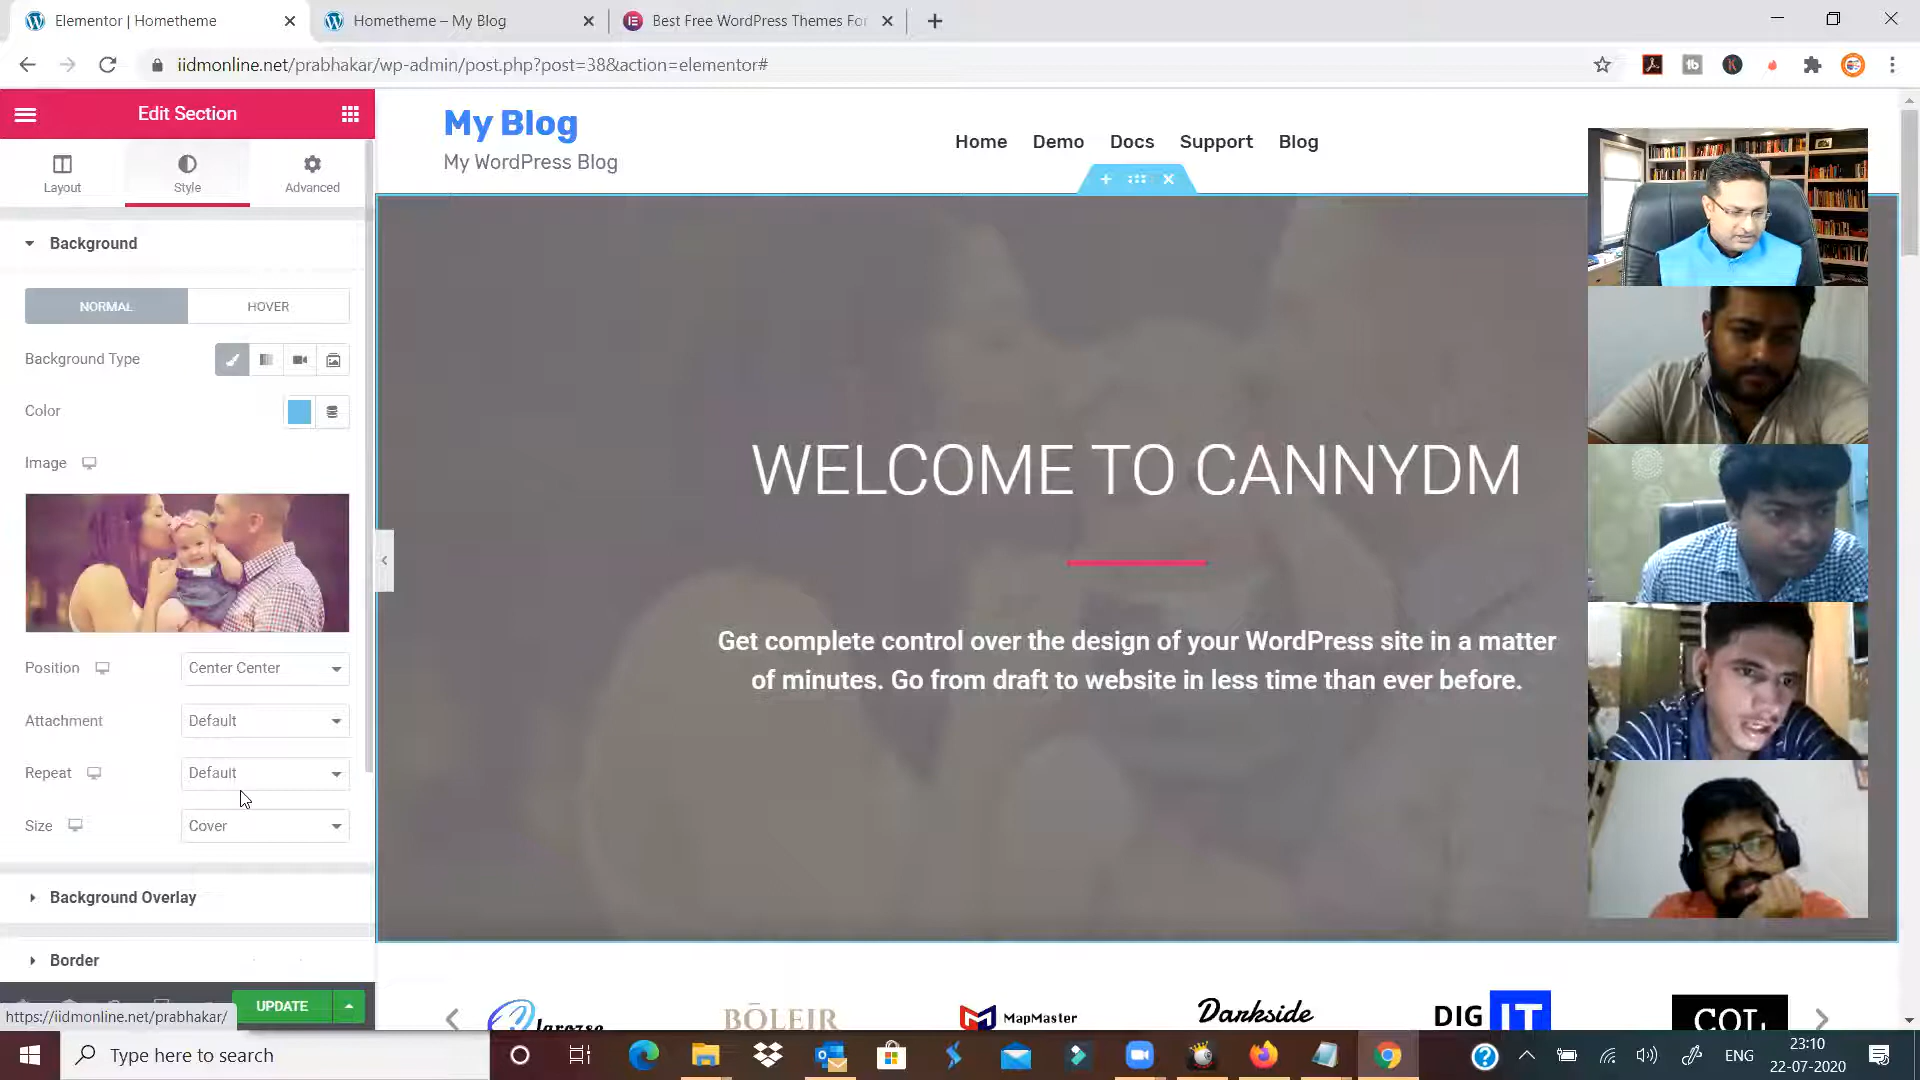 Elementor | Hometheme
Hometheme – My Blog
Best Free WordPress Themes For
iidmonline.net/prabhakar/wp-admin/post.php?post=38&action=elementor#
Edit Section
Layout
Style
Advanced
Background
NORMAL
HOVER
Background Type
Color
Image
Position
Center Center
Attachment
Default
Repeat
Default
Size
Cover
Background Overlay
Border
UPDATE
https://iidmonline.net/prabhakar/
My Blog
My WordPress Blog
Home Demo Docs Support Blog
WELCOME TO CANNYDM
Get complete control over the design of your WordPress site in a matter
of minutes. Go from draft to website in less time than ever before.
BŌLEIR
MapMaster
Darkside
DIG IT
Type here to search
ENG
23:10
22-07-2020